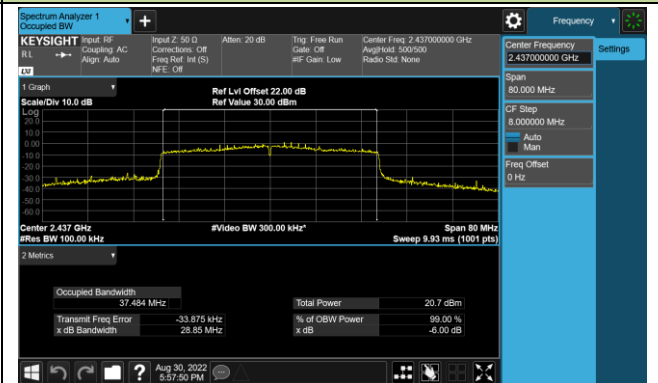 Spectrum Analyzer 1
Occupied BW
+
Frequency
KEYSIGHT Input: RF
R L
Coupling: AC
Align: Auto
LXI
Input Z: 50 Ω
Corrections: Off
Freq Ref: Int (S)
NFE: Off
Atten: 20 dB
Trig: Free Run
Gate: Off
#IF Gain: Low
Center Freq: 2.437000000 GHz
Avg|Hold: 500/500
Radio Std: None
Center Frequency
2.437000000 GHz
Settings
Span
80.000 MHz
CF Step
8.000000 MHz
Auto
Man
Freq Offset
0 Hz
1 Graph
Scale/Div 10.0 dB
Ref Lvl Offset 22.00 dB
Ref Value 30.00 dBm
Log
20.0
10.0
0.00
-10.0
-20.0
-30.0
-40.0
-50.0
-60.0
Center 2.437 GHz
#Video BW 300.00 kHz*
Span 80 MHz
#Res BW 100.00 kHz
Sweep 9.93 ms (1001 pts)
2 Metrics
Occupied Bandwidth
37.484 MHz
Total Power 20.7 dBm
Transmit Freq Error -33.875 kHz
% of OBW Power 99.00 %
x dB Bandwidth 28.85 MHz
x dB -6.00 dB
?
Aug 30, 2022
5:57:50 PM